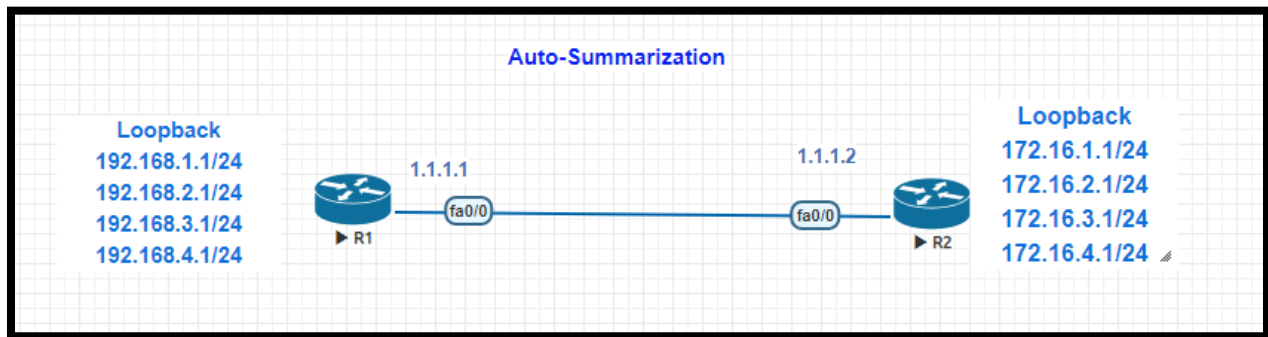 Auto-Summarization
Loopback
192.168.1.1/24
192.168.2.1/24
192.168.3.1/24
192.168.4.1/24
1.1.1.1
fa0/0
R1
1.1.1.2
fa0/0
R2
Loopback
172.16.1.1/24
172.16.2.1/24
172.16.3.1/24
172.16.4.1/24